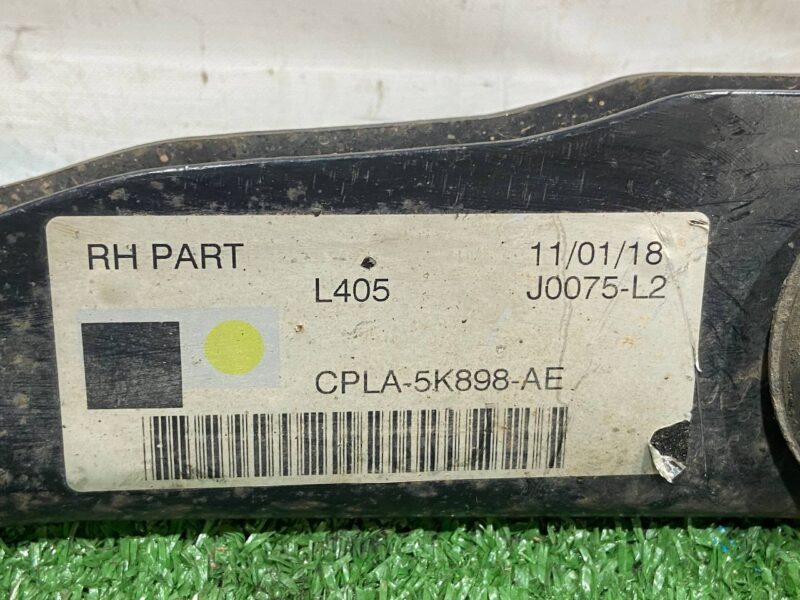 RH PART 11/01/18
L405 J0075-L2
CPLA-5K898-AE